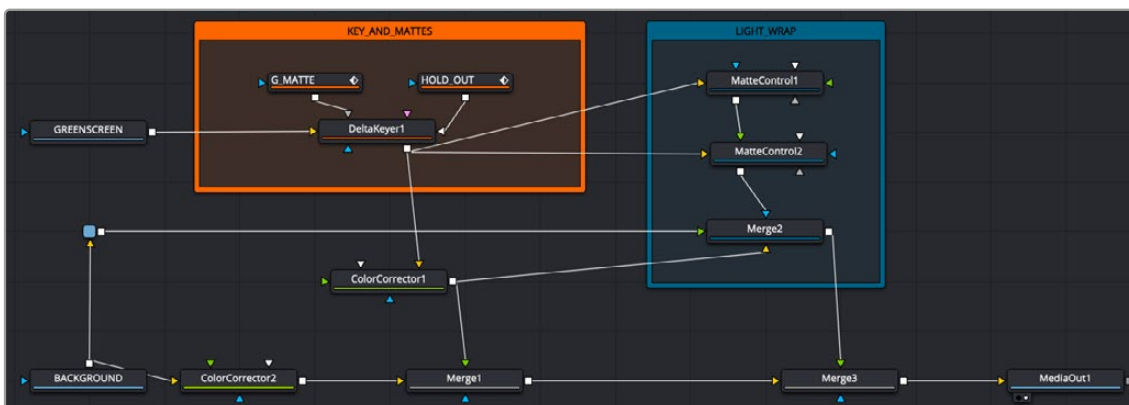 KEY_AND_MATTES
LIGHT_WRAP
G_MATTE
HOLD_OUT
MatteControl1
GREENSCREEN
DeltaKeyer1
MatteControl2
Merge2
ColorCorrector1
BACKGROUND
ColorCorrector2
Merge1
Merge3
MediaOut1